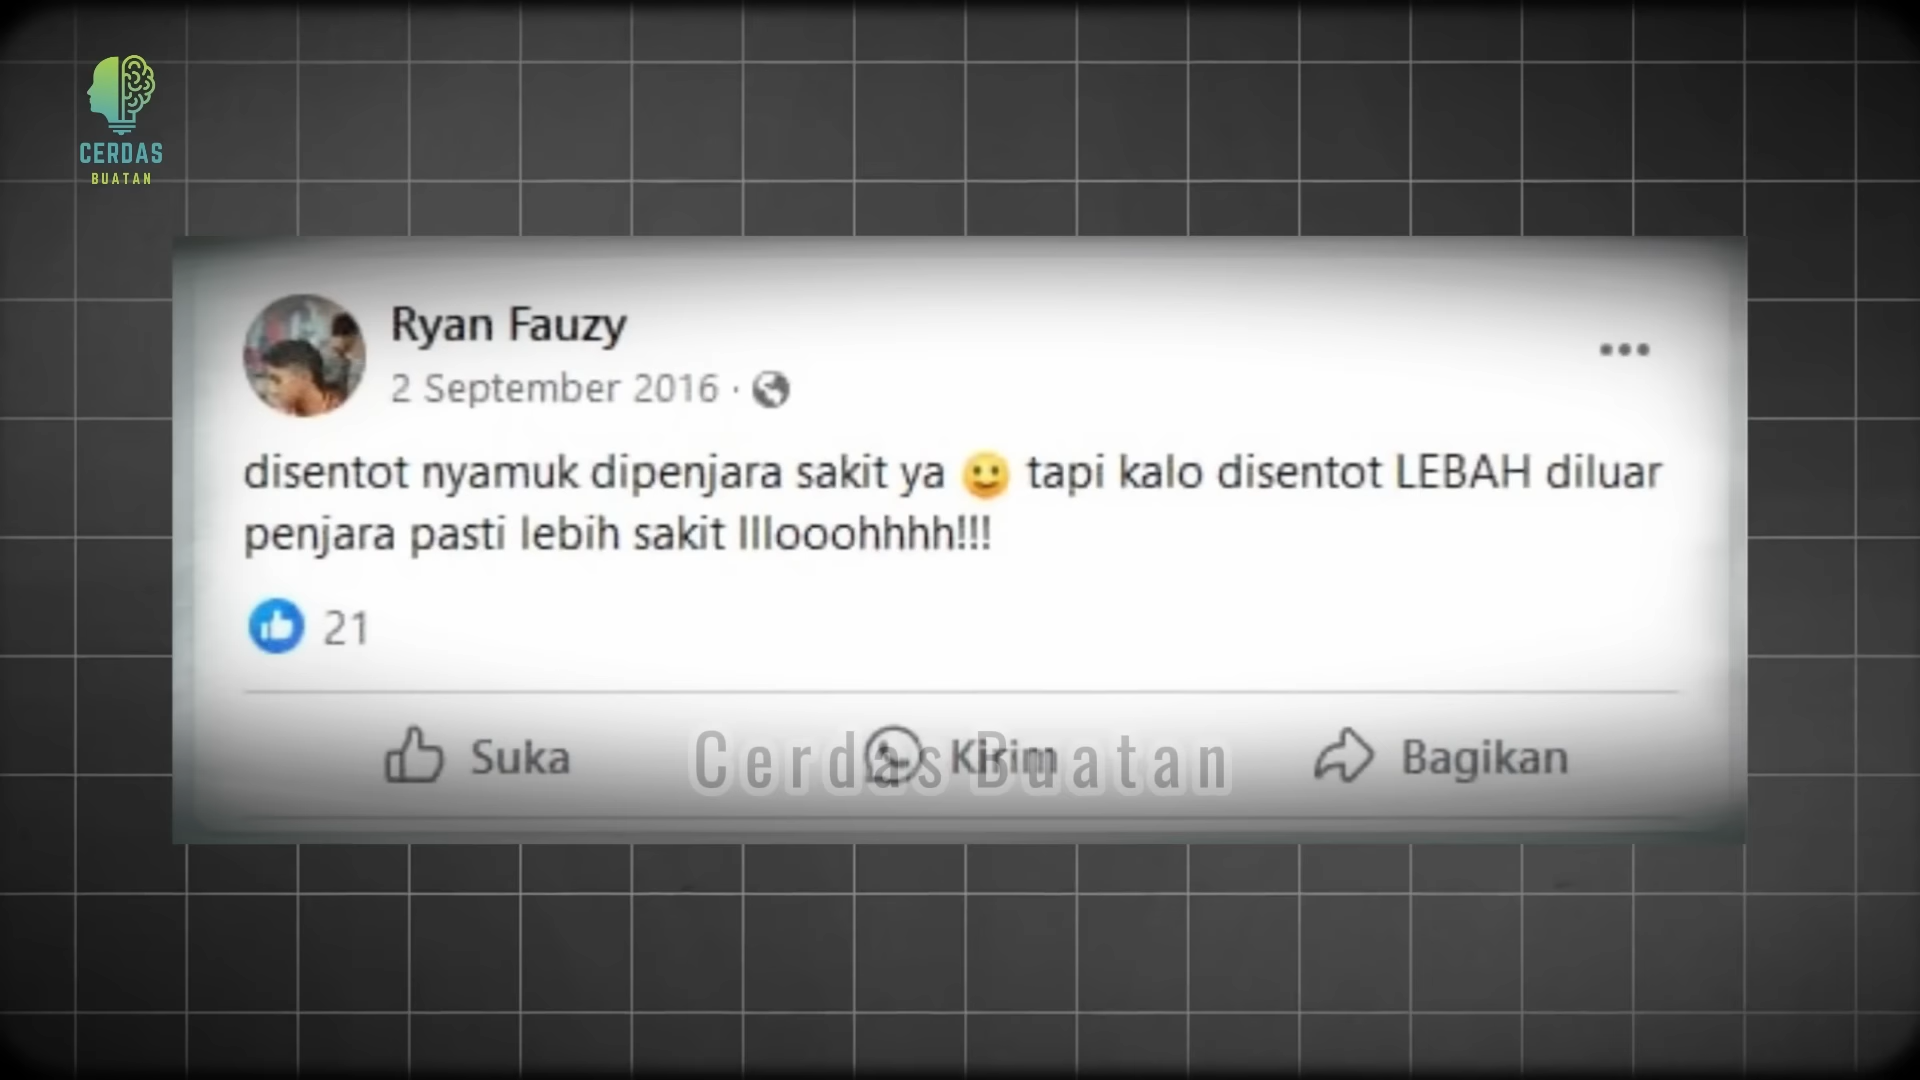 CERDAS
BUATAN
Ryan Fauzy
2 September 2016 ·
disentot nyamuk dipenjara sakit ya 🙂 tapi kalo disentot LEBAH diluar
penjara pasti lebih sakit lllooohhhh!!!
21
Suka
Kirim
Bagikan
Cerdas Buatan